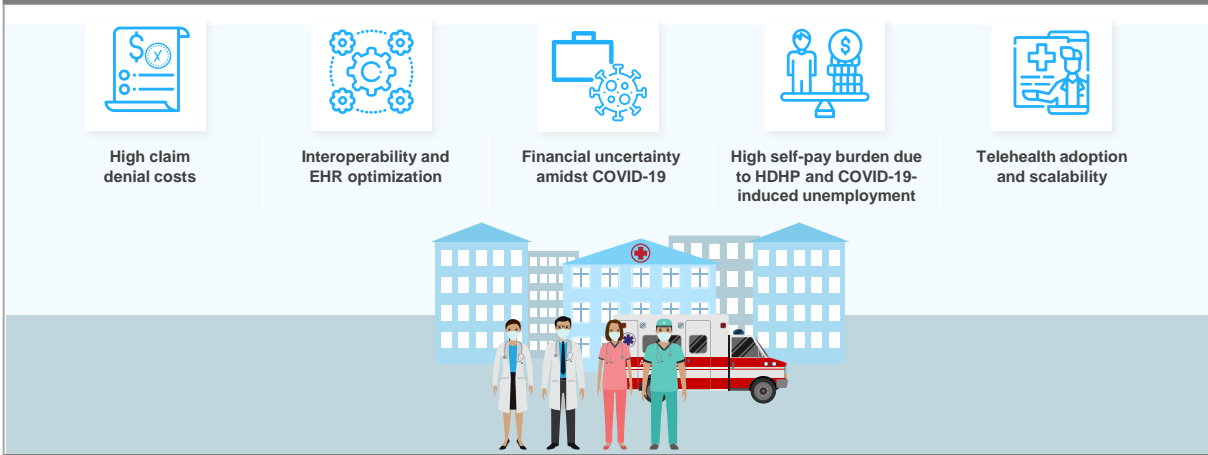 High claim
denial costs
Interoperability and
EHR optimization
Financial uncertainty
amidst COVID-19
High self-pay burden due
to HDHP and COVID-19-
induced unemployment
Telehealth adoption
and scalability